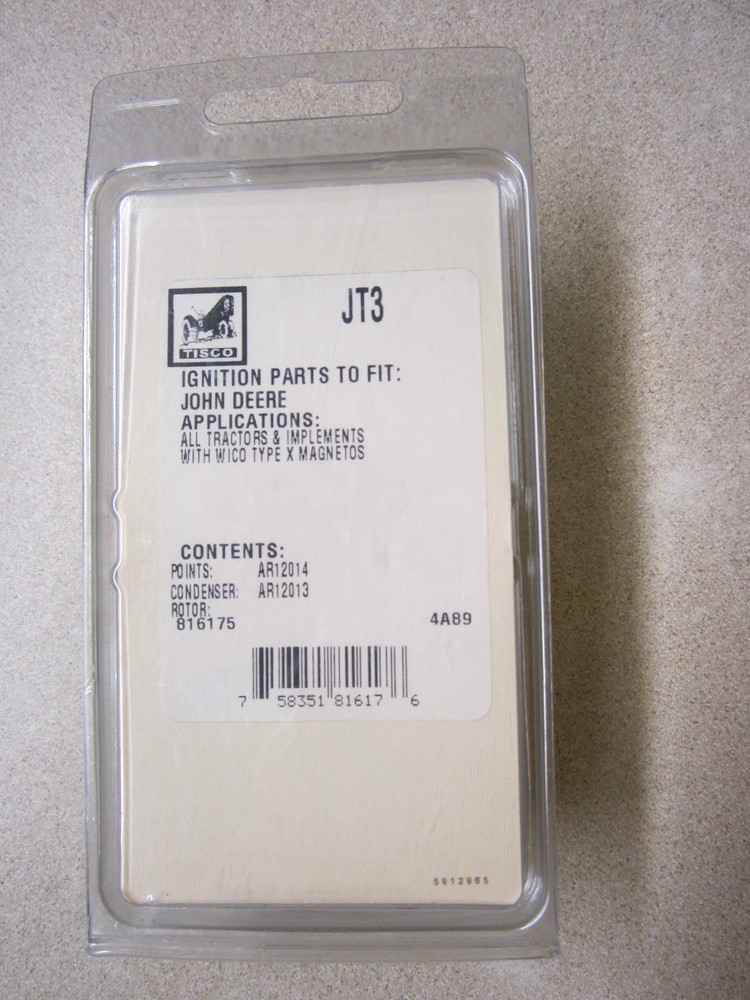 JT3
TISCO
IGNITION PARTS TO FIT:
JOHN DEERE
APPLICATIONS:
ALL TRACTORS & IMPLEMENTS
WITH WICO TYPE X MAGNETOS
CONTENTS:
POINTS: AR12014
CONDENSER: AR12013
ROTOR:
816175 4A89
7 58351 81617 6
5912965